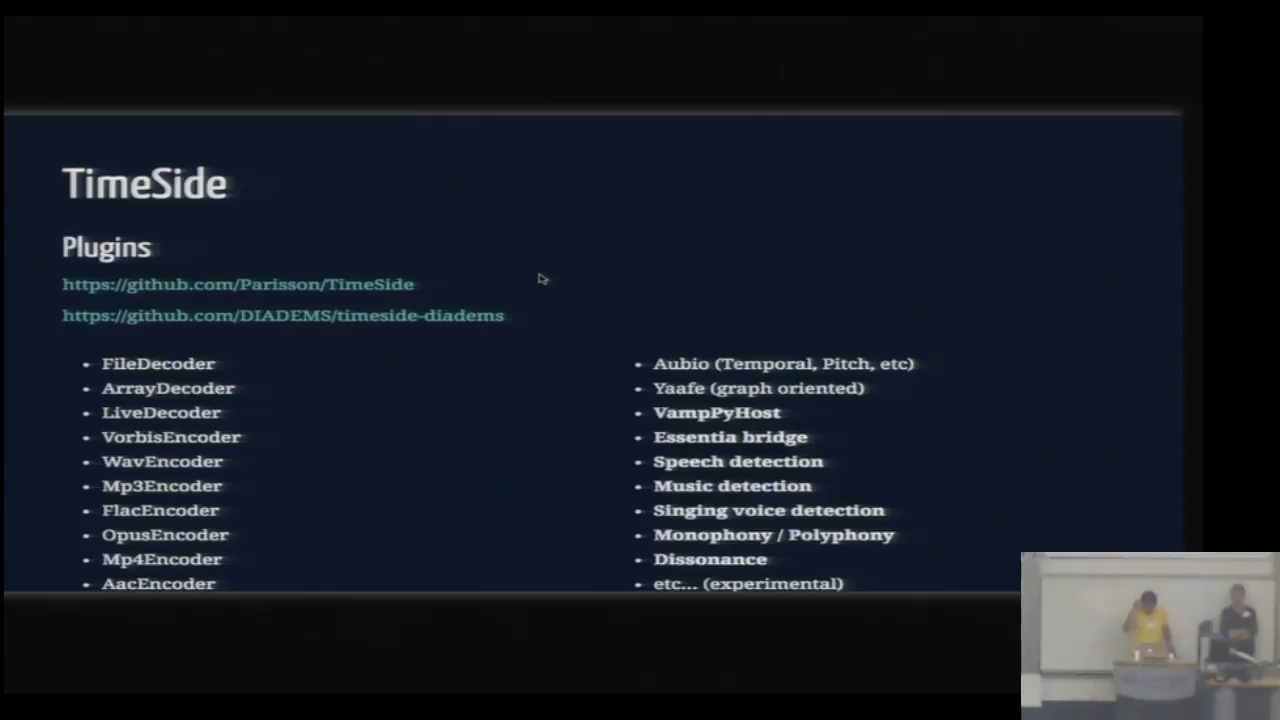 TimeSide
Plugins
https://github.com/Parisson/TimeSide
https://github.com/DIADEMS/timeside-diadems
• FileDecoder
• ArrayDecoder
• LiveDecoder
• VorbisEncoder
• WavEncoder
• Mp3Encoder
• FlacEncoder
• OpusEncoder
• Mp4Encoder
• AacEncoder
• Aubio (Temporal, Pitch, etc)
• Yaafe (graph oriented)
• VampPyHost
• Essentia bridge
• Speech detection
• Music detection
• Singing voice detection
• Monophony / Polyphony
• Dissonance
• etc... (experimental)